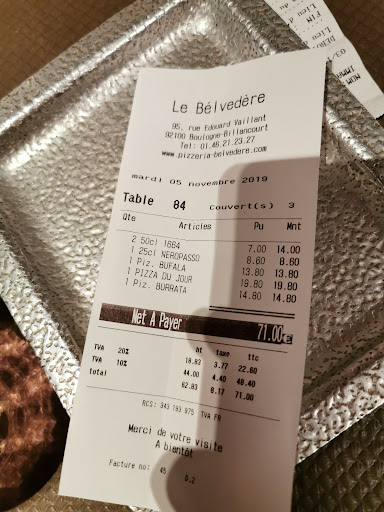 Le Bélvedère
95, rue Edouard Vaillant
92100 Boulogne-Billancourt
Tel: 01.46.21.23.27
www.pizzeria-belvedere.com
mardi 05 novembre 2019
Table 84 Couvert(s) 3
Qte Articles Pu Mnt
2 50cl 1664 7.00 14.00
1 25cl NEROPASSO 8.60 8.60
1 Piz. BUFALA 13.80 13.80
1 PIZZA DU JOUR 19.80 19.80
1 Piz. BURRATA 14.80 14.80
Net A Payer 71.00€
ht taxe ttc
TVA 20% 18.83 3.77 22.60
TVA 10% 44.00 4.40 48.40
total 62.83 8.17 71.00
RCS: 343 193 975 TVA FR
Merci de votre visite
A bientôt
Facture no: 45 0.2